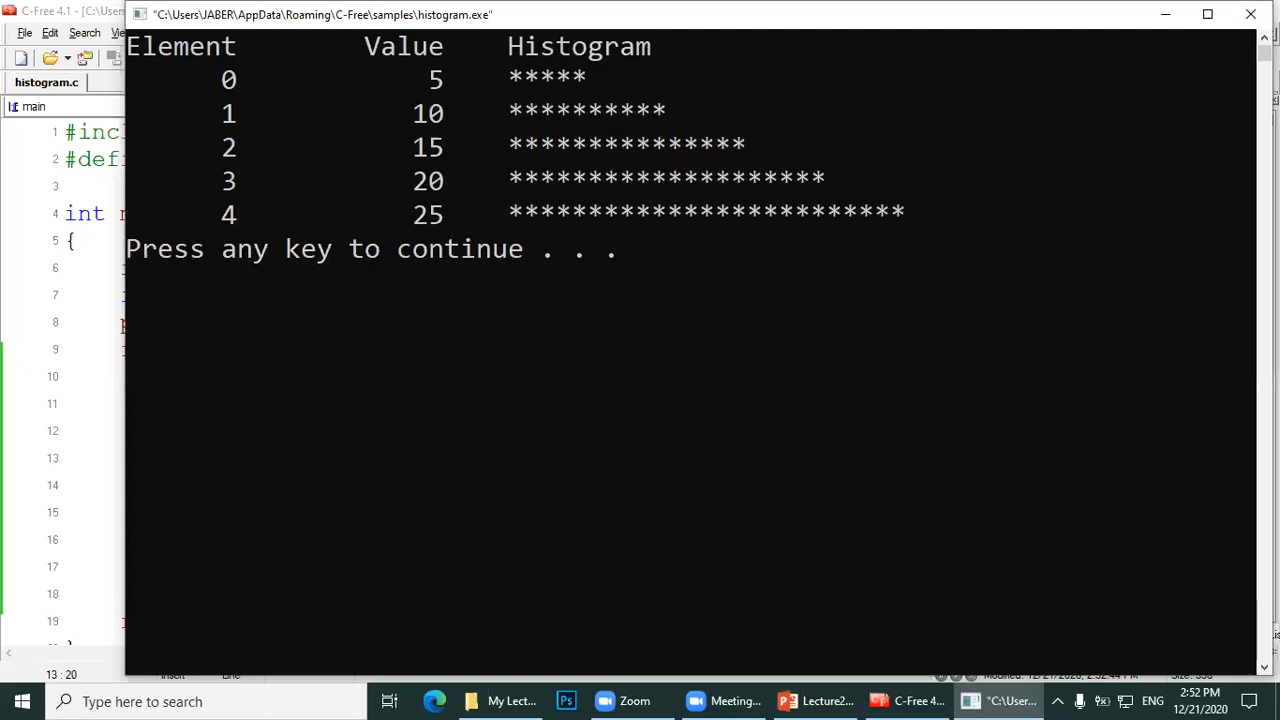 C-Free 4.1 - [C:\Users
"C:\Users\JABER\AppData\Roaming\C-Free\samples\histogram.exe"
File Edit Search
histogram.c
main
Element Value Histogram
0 5 *****
1 10 **********
2 15 ***************
3 20 ********************
4 25 *************************
Press any key to continue . . .
1
2
3
4 int
5 {
6
7
8
9
10
11
12
13
14
15
16
17
18
19
13 : 20
Type here to search
My Lect...
Ps
Zoom
Meeting...
Lecture2...
C-Free 4...
"C:\User...
ENG
2:52 PM
12/21/2020